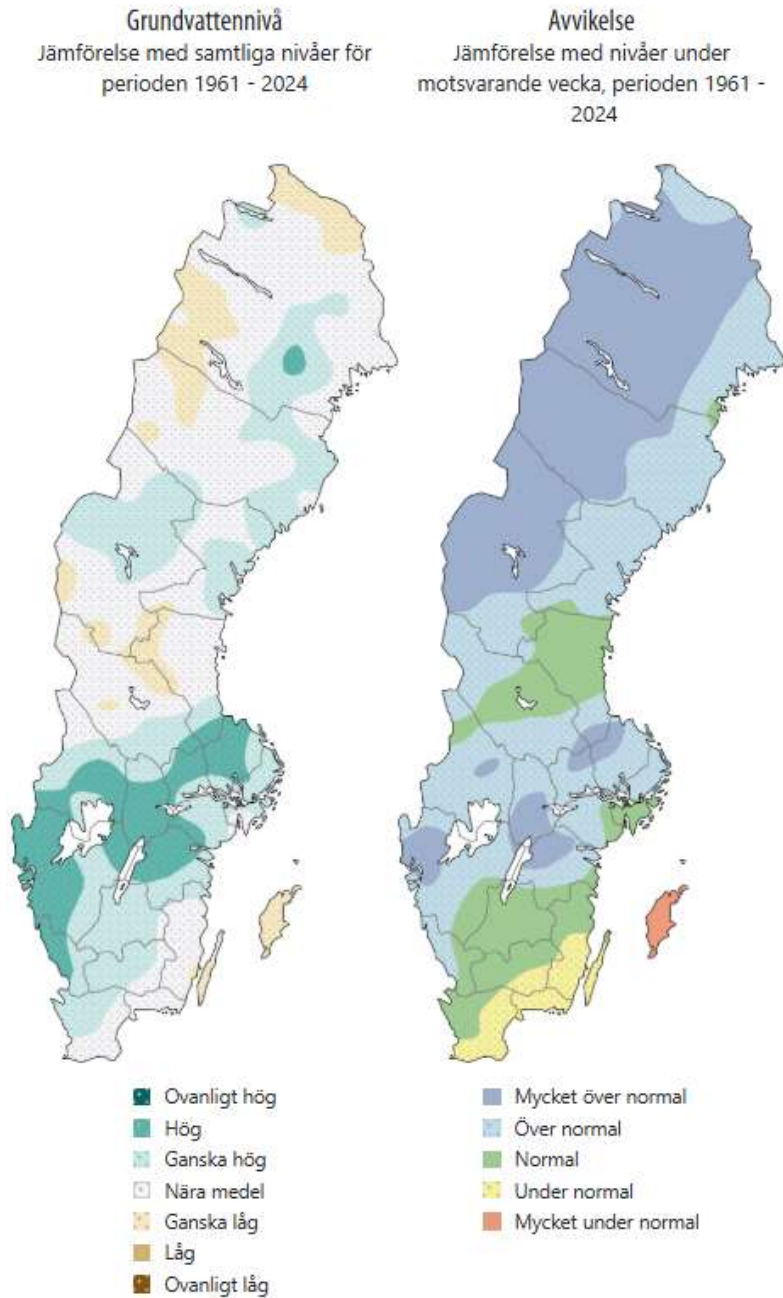 Grundvattennivå
Jämförelse med samtliga nivåer för
perioden 1961 - 2024
Avvikelse
Jämförelse med nivåer under
motsvarande vecka, perioden 1961 -
2024
Ovanligt hög
Hög
Ganska hög
Nära medel
Ganska låg
Låg
Ovanligt låg
Mycket över normal
Över normal
Normal
Under normal
Mycket under normal